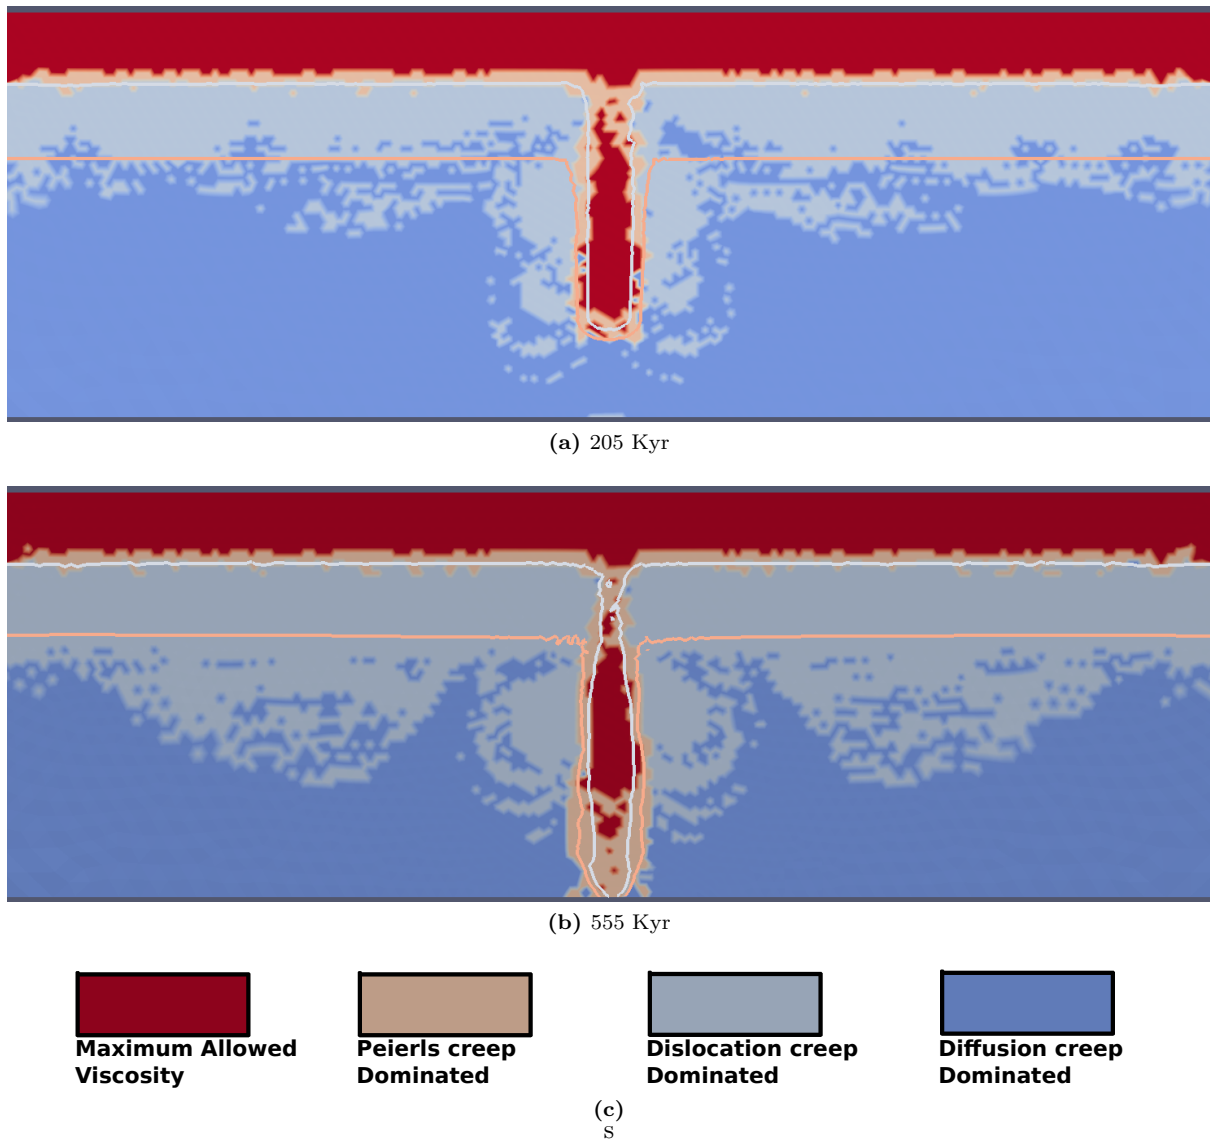 (a) 205 Kyr
(b) 555 Kyr
Maximum Allowed
Viscosity
Peierls creep
Dominated
Dislocation creep
Dominated
Diffusion creep
Dominated
(c)
S